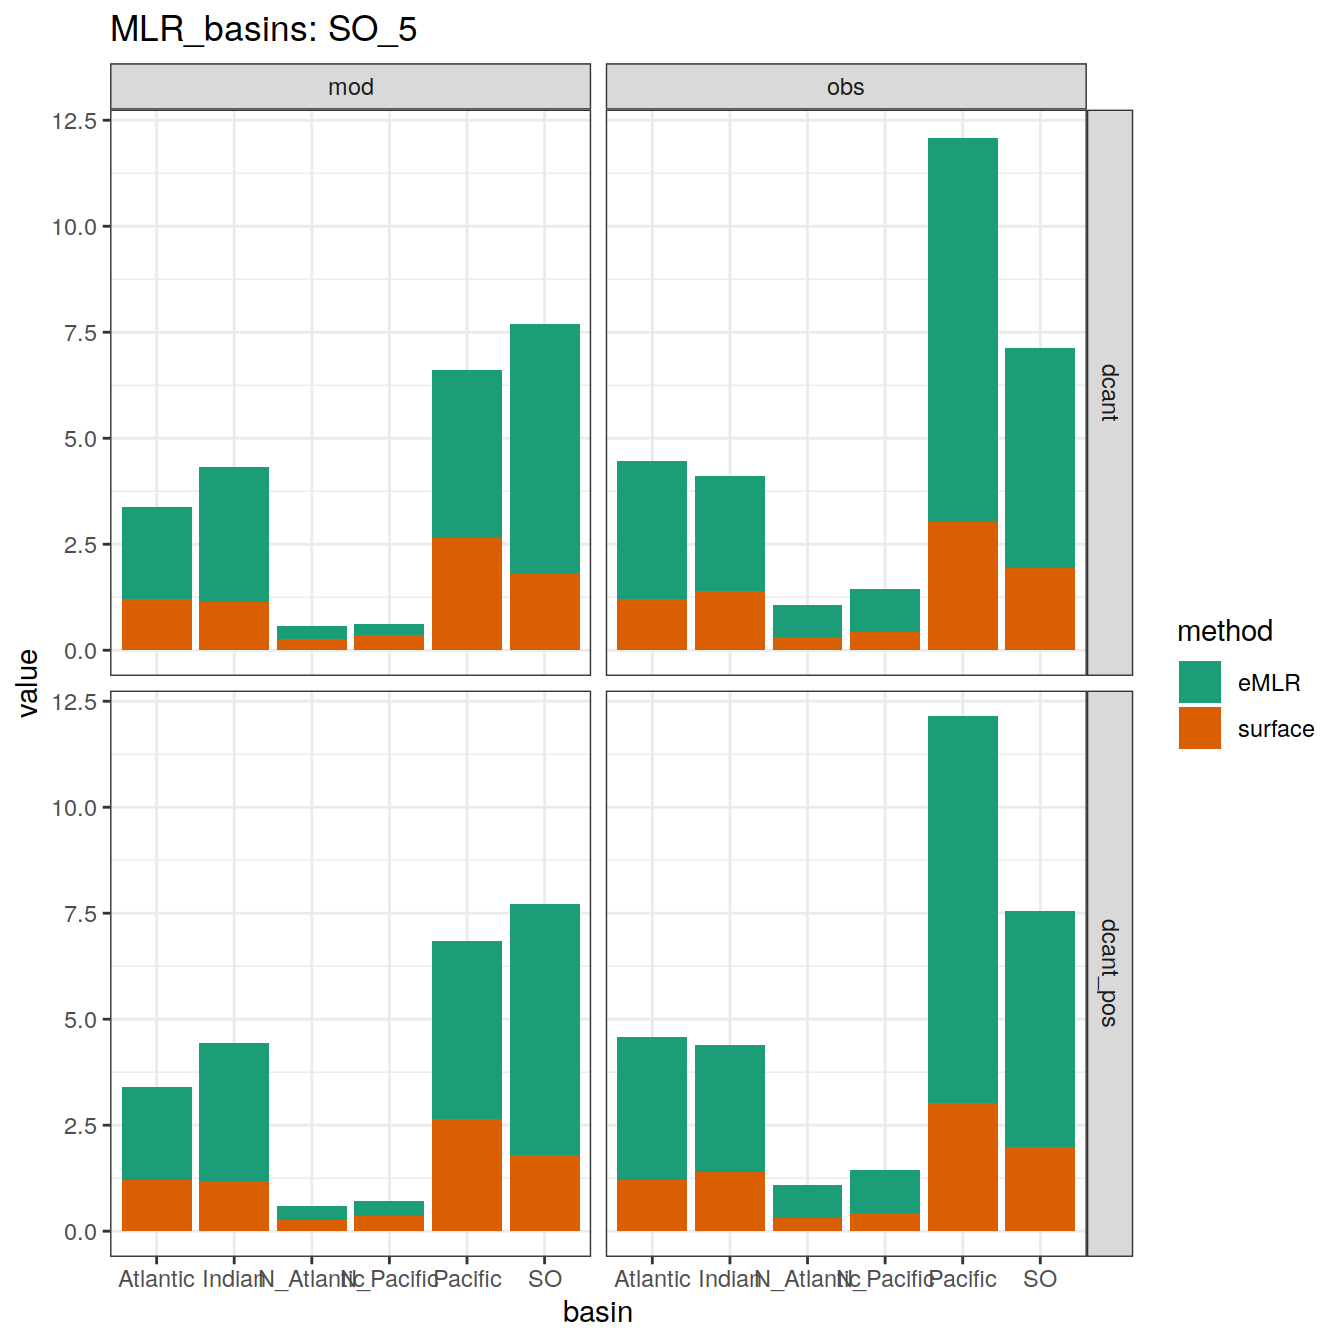 MLR_basins: SO_5
mod
obs
12.5
10.0
7.5
5.0
2.5
0.0
dcant
12.5
10.0
7.5
5.0
2.5
0.0
dcant_pos
value
Atlantic Indian N_Atlantic N_Pacific Pacific SO
Atlantic Indian N_Atlantic N_Pacific Pacific SO
basin
method
eMLR
surface